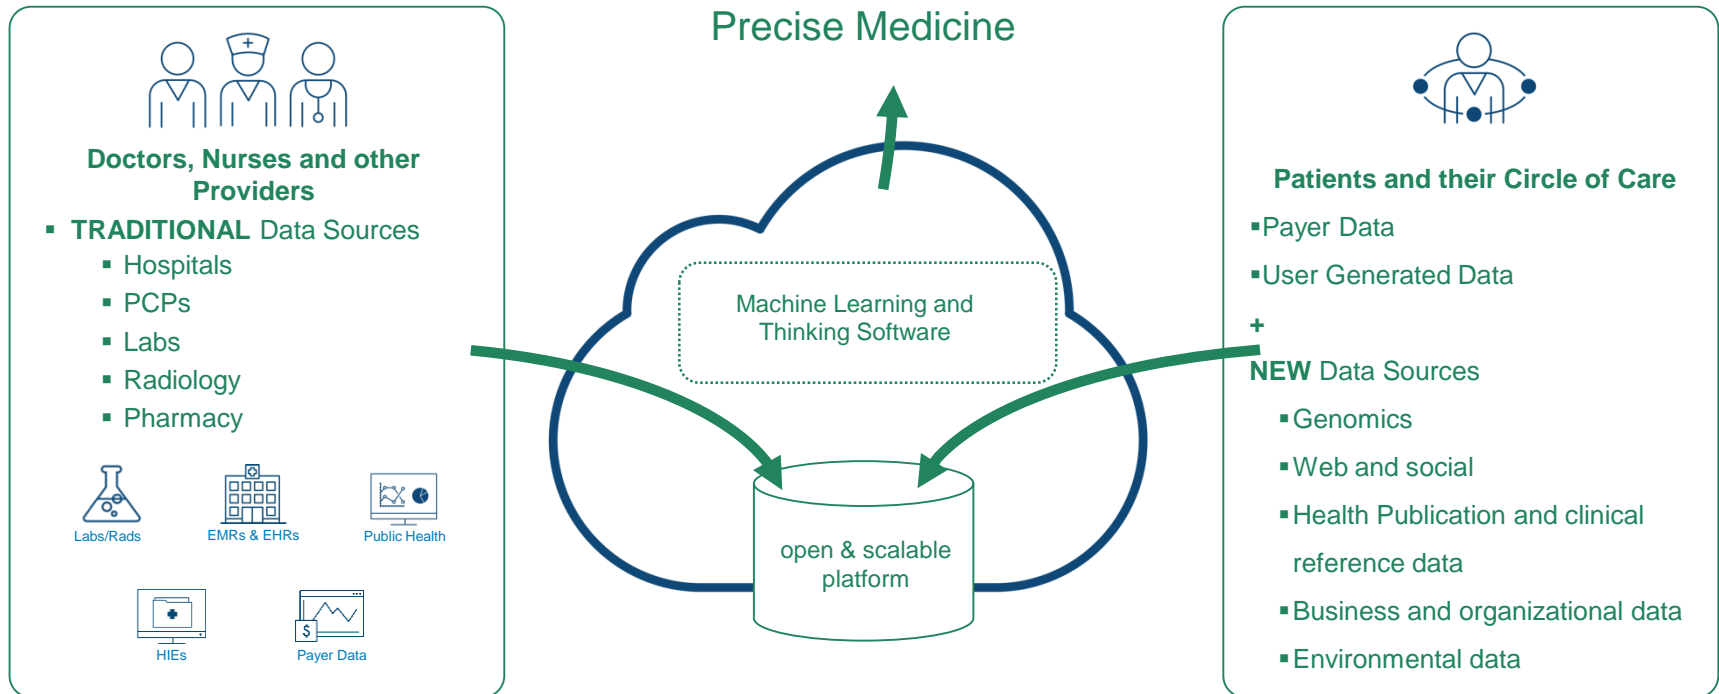 Precise Medicine
Doctors, Nurses and other
Providers
▪ TRADITIONAL Data Sources
▪ Hospitals
▪ PCPs
▪ Labs
▪ Radiology
▪ Pharmacy
Labs/Rads
EMRs & EHRs
Public Health
HIEs
$
Payer Data
Machine Learning and
Thinking Software
open & scalable
platform
Patients and their Circle of Care
▪Payer Data
▪User Generated Data
+
NEW Data Sources
▪Genomics
▪Web and social
▪Health Publication and clinical
reference data
▪Business and organizational data
▪Environmental data